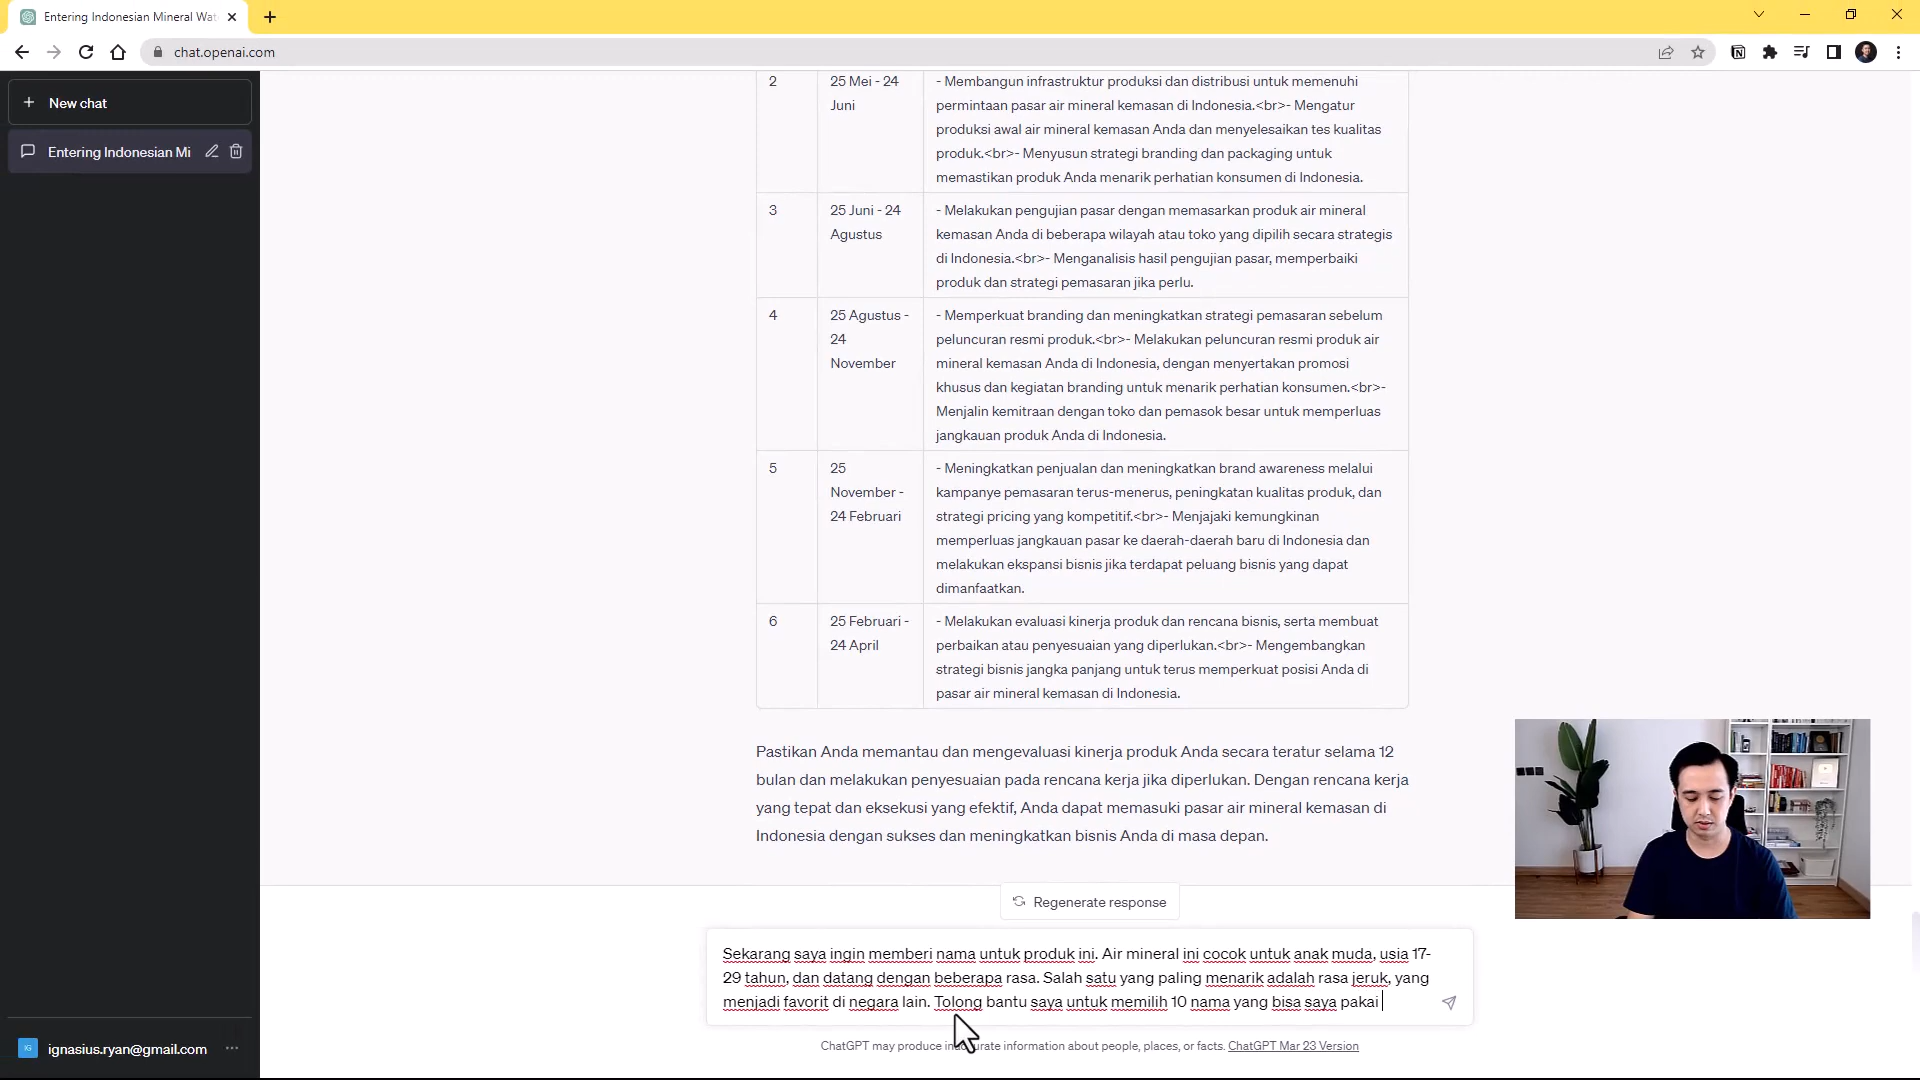 Entering Indonesian Mineral Wat
chat.openai.com
New chat
Entering Indonesian Mi
2
25 Mei - 24
Juni
- Membangun infrastruktur produksi dan distribusi untuk memenuhi
permintaan pasar air mineral kemasan di Indonesia.<br>- Mengatur
produksi awal air mineral kemasan Anda dan menyelesaikan tes kualitas
produk.<br>- Menyusun strategi branding dan packaging untuk
memastikan produk Anda menarik perhatian konsumen di Indonesia.
3
25 Juni - 24
Agustus
- Melakukan pengujian pasar dengan memasarkan produk air mineral
kemasan Anda di beberapa wilayah atau toko yang dipilih secara strategis
di Indonesia.<br>- Menganalisis hasil pengujian pasar, memperbaiki
produk dan strategi pemasaran jika perlu.
4
25 Agustus -
24
November
- Memperkuat branding dan meningkatkan strategi pemasaran sebelum
peluncuran resmi produk.<br>- Melakukan peluncuran resmi produk air
mineral kemasan Anda di Indonesia, dengan menyertakan promosi
khusus dan kegiatan branding untuk menarik perhatian konsumen.<br>-
Menjalin kemitraan dengan toko dan pemasok besar untuk memperluas
jangkauan produk Anda di Indonesia.
5
25
November -
24 Februari
- Meningkatkan penjualan dan meningkatkan brand awareness melalui
kampanye pemasaran terus-menerus, peningkatan kualitas produk, dan
strategi pricing yang kompetitif.<br>- Menjajaki kemungkinan
memperluas jangkauan pasar ke daerah-daerah baru di Indonesia dan
melakukan ekspansi bisnis jika terdapat peluang bisnis yang dapat
dimanfaatkan.
6
25 Februari -
24 April
- Melakukan evaluasi kinerja produk dan rencana bisnis, serta membuat
perbaikan atau penyesuaian yang diperlukan.<br>- Mengembangkan
strategi bisnis jangka panjang untuk terus memperkuat posisi Anda di
pasar air mineral kemasan di Indonesia.
Pastikan Anda memantau dan mengevaluasi kinerja produk Anda secara teratur selama 12
bulan dan melakukan penyesuaian pada rencana kerja jika diperlukan. Dengan rencana kerja
yang tepat dan eksekusi yang efektif, Anda dapat memasuki pasar air mineral kemasan di
Indonesia dengan sukses dan meningkatkan bisnis Anda di masa depan.
Regenerate response
Sekarang saya ingin memberi nama untuk produk ini. Air mineral ini cocok untuk anak muda, usia 17-
29 tahun, dan datang dengan beberapa rasa. Salah satu yang paling menarik adalah rasa jeruk, yang
menjadi favorit di negara lain. Tolong bantu saya untuk memilih 10 nama yang bisa saya pakai
ChatGPT may produce inaccurate information about people, places, or facts. ChatGPT Mar 23 Version
IG
ignasius.ryan@gmail.com